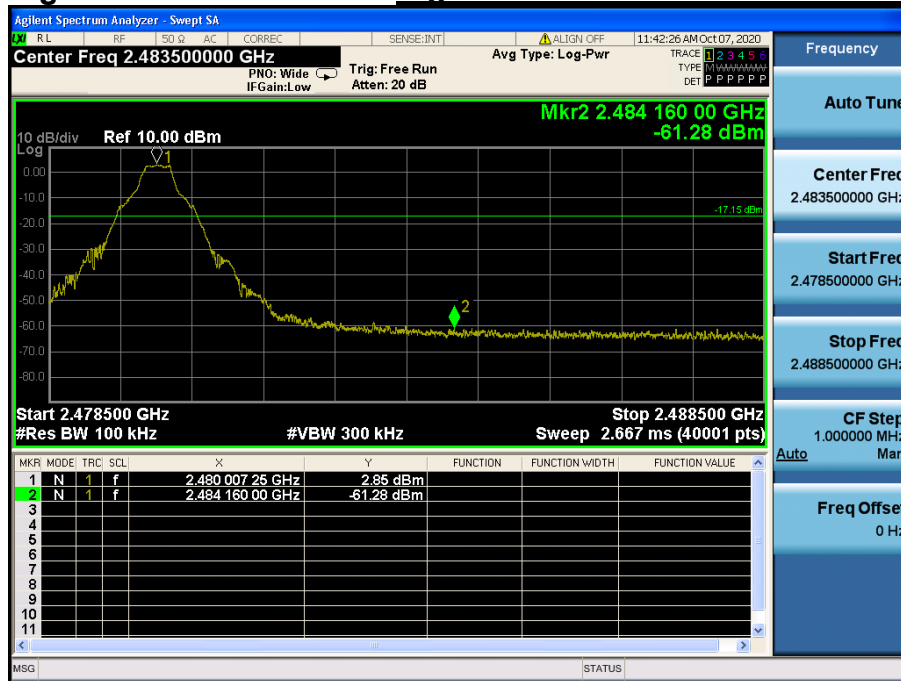 Agilent Spectrum Analyzer - Swept SA
LXI RL RF 50 Ω AC CORREC SENSE:INT ALIGN OFF 11:42:26 AM Oct 07, 2020
Center Freq 2.483500000 GHz
PNO: Wide
IFGain:Low
Trig: Free Run
Atten: 20 dB
Avg Type: Log-Pwr
TRACE 1 2 3 4 5 6
TYPE M W W W W W
DET P P P P P P
Mkr2 2.484 160 00 GHz
-61.28 dBm
10 dB/div Ref 10.00 dBm
Log
1
0.00
-10.0
-17.15 dBm
-20.0
-30.0
-40.0
-50.0
2
-60.0
-70.0
-80.0
Start 2.478500 GHz Stop 2.488500 GHz
#Res BW 100 kHz #VBW 300 kHz Sweep 2.667 ms (40001 pts)
MKR MODE TRC SCL X Y FUNCTION FUNCTION WIDTH FUNCTION VALUE
1 N 1 f 2.480 007 25 GHz 2.85 dBm
2 N 1 f 2.484 160 00 GHz -61.28 dBm
3
4
5
6
7
8
9
10
11
MSG STATUS
Frequency
Auto Tune
Center Freq
2.483500000 GHz
Start Freq
2.478500000 GHz
Stop Freq
2.488500000 GHz
CF Step
1.000000 MHz
Auto Man
Freq Offset
0 Hz